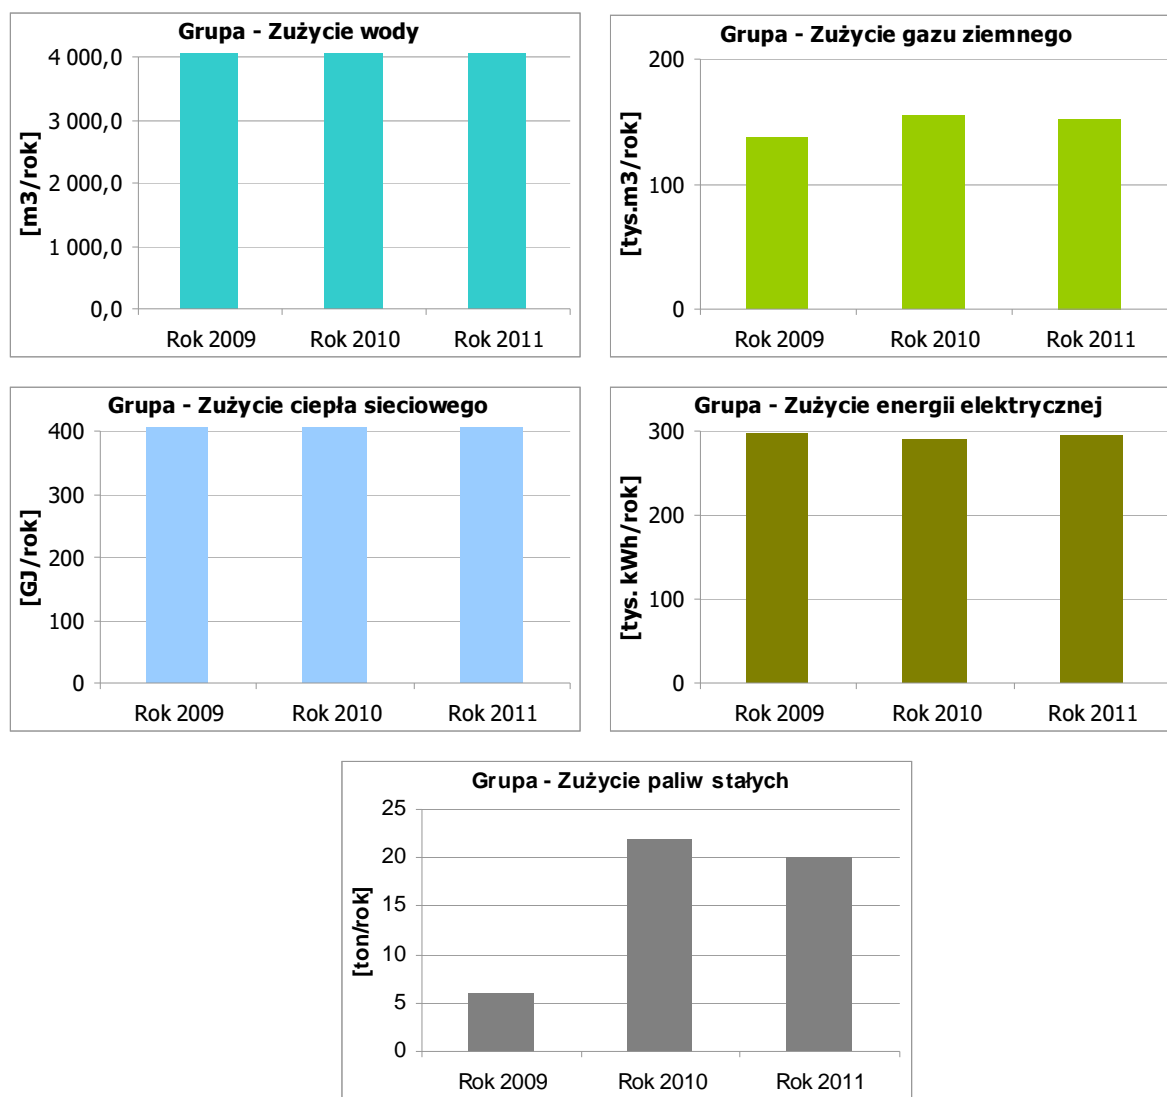 Grupa - Zużycie wody
[m3/rok]
4 000,0
3 000,0
2 000,0
1 000,0
0,0
Rok 2009 Rok 2010 Rok 2011
Grupa - Zużycie gazu ziemnego
[tys.m3/rok]
200
100
0
Rok 2009 Rok 2010 Rok 2011
Grupa - Zużycie ciepła sieciowego
[GJ/rok]
400
300
200
100
0
Rok 2009 Rok 2010 Rok 2011
Grupa - Zużycie energii elektrycznej
[tys. kWh/rok]
300
200
100
0
Rok 2009 Rok 2010 Rok 2011
Grupa - Zużycie paliw stałych
[ton/rok]
25
20
15
10
5
0
Rok 2009 Rok 2010 Rok 2011